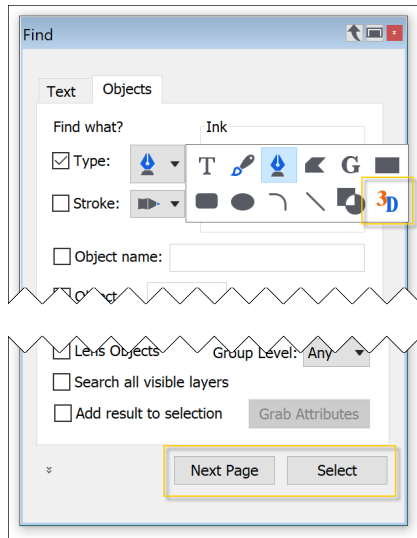 Find
Text Objects
Find what? Ink
Type: T G
Stroke: 3D
Object name:
Lens Objects Group Level: Any
Search all visible layers
Add result to selection Grab Attributes
Next Page Select